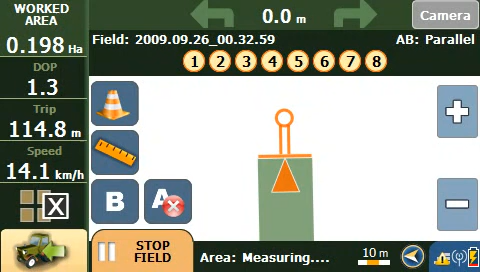 WORKED
AREA
0.198 Ha
DOP
1.3
Trip
114.8 m
Speed
14.1 km/h
0.0 m
Camera
Field: 2009.09.26_00.32.59
AB: Parallel
1 2 3 4 5 6 7 8
B
A
X
STOP
FIELD
Area: Measuring....
10 m